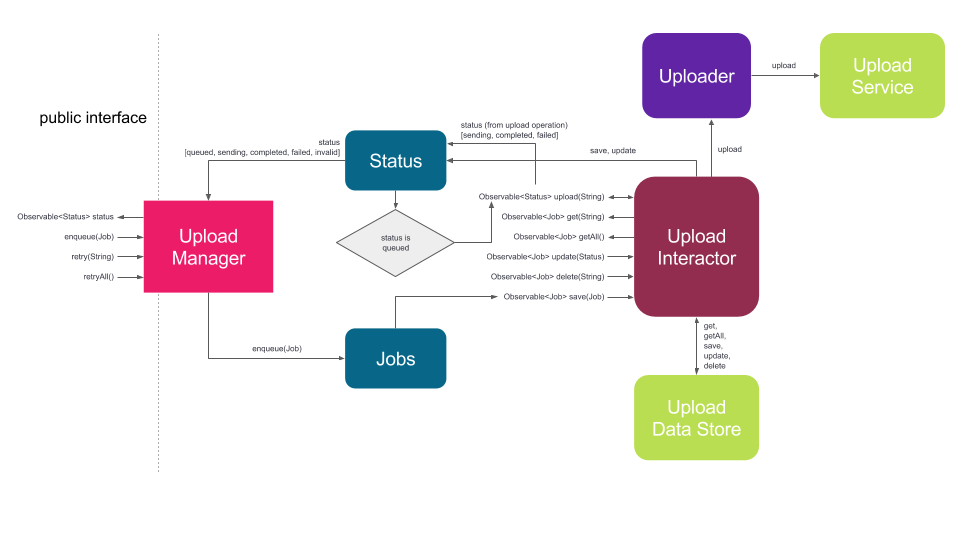 public interface
Observable<Status> status
enqueue(Job)
retry(String)
retryAll()
Upload
Manager
status
[queued, sending, completed, failed, invalid]
Status
status is
queued
enqueue(Job)
Jobs
status (from upload operation)
[sending, completed, failed]
save, update
Observable<Status> upload(String)
Observable<Job> get(String)
Observable<Job> getAll()
Observable<Job> update(Status)
Observable<Job> delete(String)
Observable<Job> save(Job)
Uploader
upload
Upload
Service
upload
Upload
Interactor
get,
getAll,
save,
update,
delete
Upload
Data Store